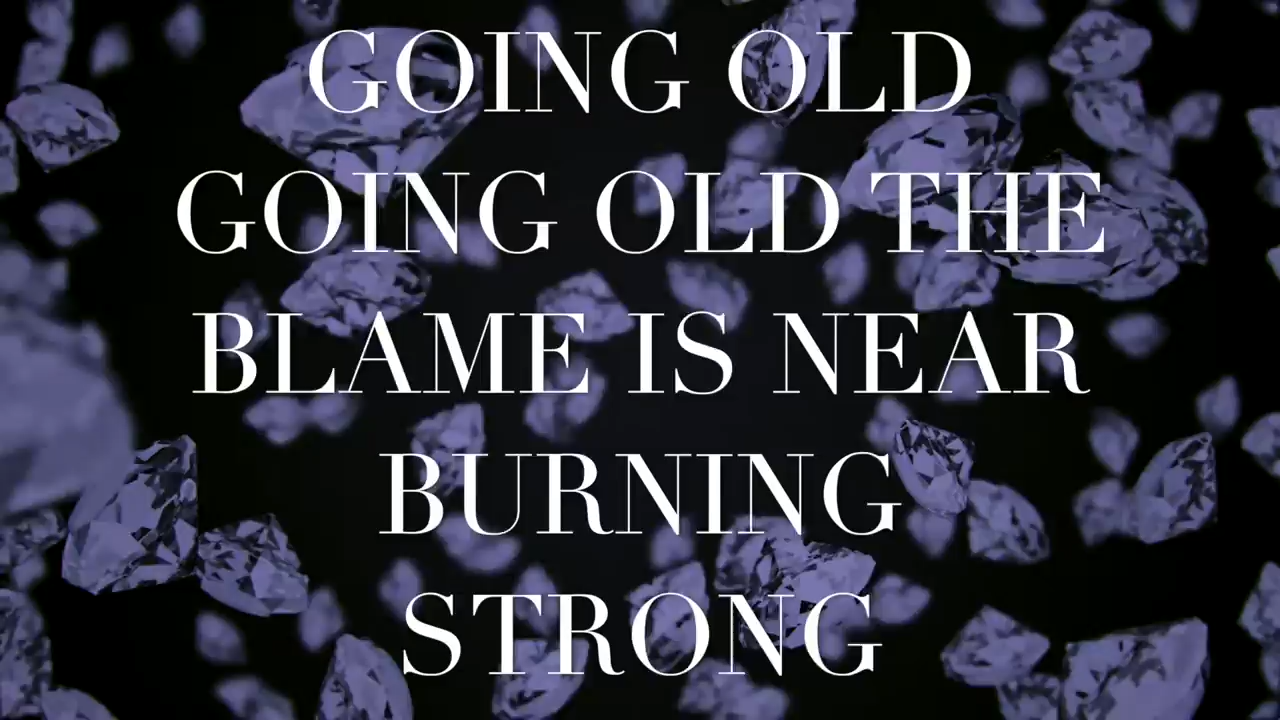 GOING OLD
GOING OLD THE
BLAME IS NEAR
BURNING
STRONG